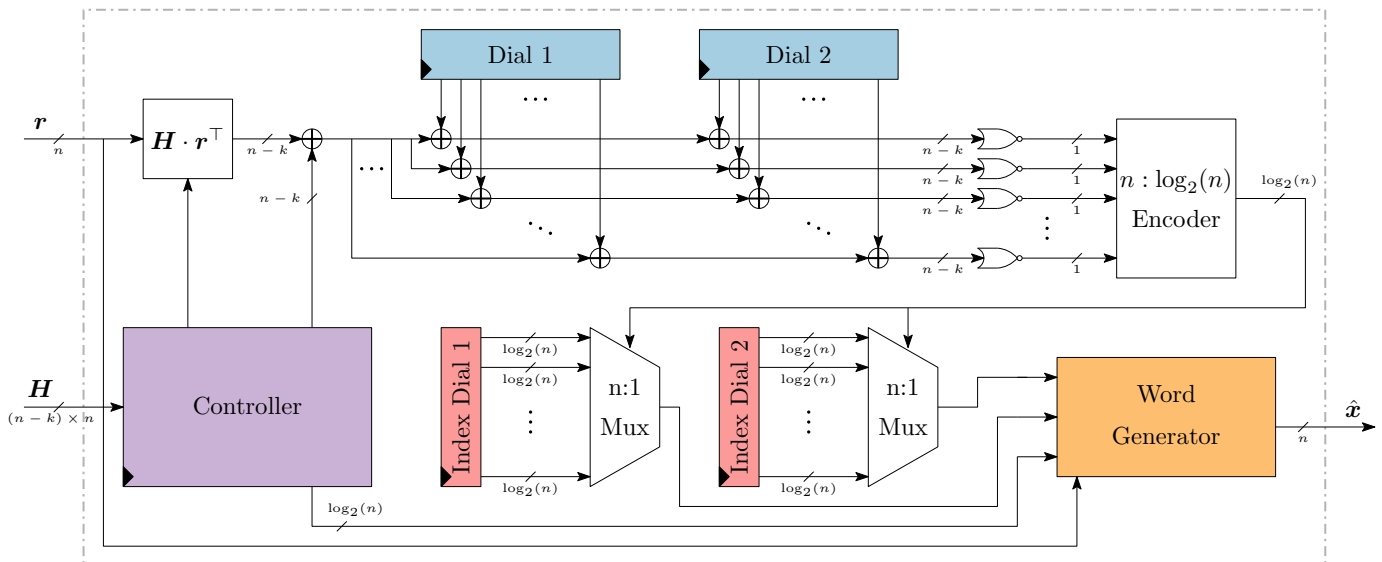 Dial 1
Dial 2
...
...
r
n
H · r⊤
n − k
n − k
...
n − k
n − k
n − k
n − k
1
1
1
1
n : log2(n)
Encoder
log2(n)
⋱
⋱
⋮
H
(n − k) × n
Controller
log2(n)
Index Dial 1
log2(n)
log2(n)
⋮
log2(n)
n:1
Mux
Index Dial 2
log2(n)
log2(n)
⋮
log2(n)
n:1
Mux
Word
Generator
n
x̂